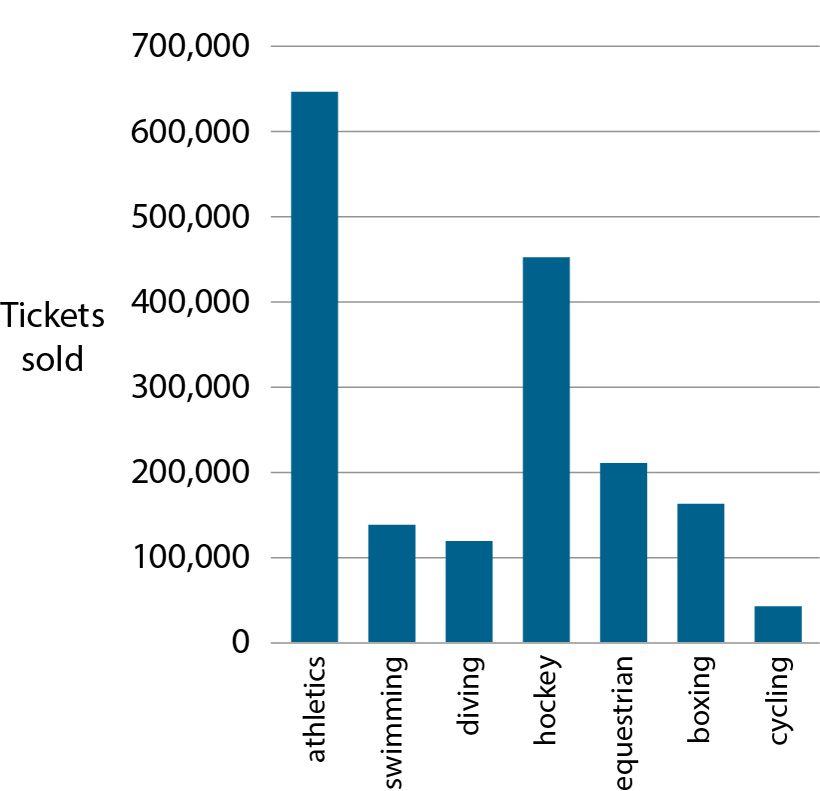 700,000
600,000
500,000
400,000
300,000
200,000
100,000
0
Tickets
sold
athletics
swimming
diving
hockey
equestrian
boxing
cycling